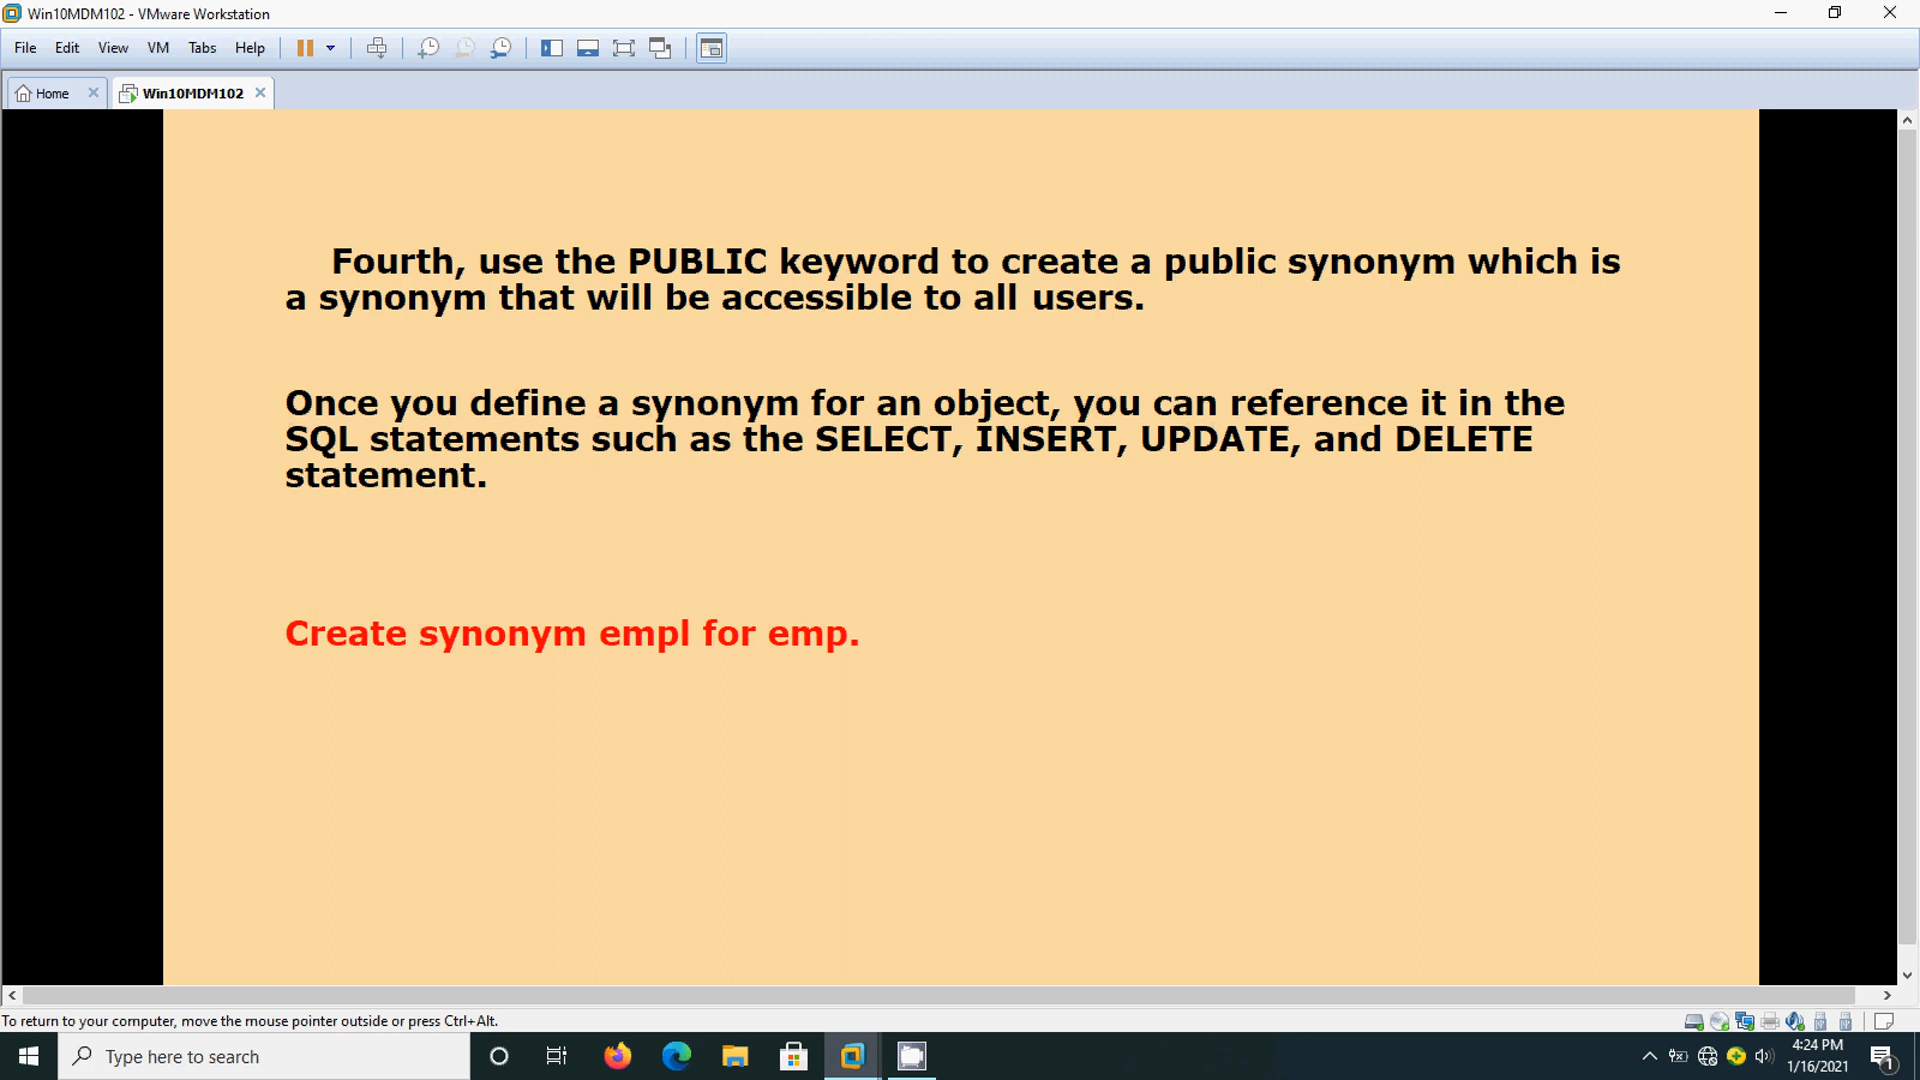 Win10MDM102 - VMware Workstation
File Edit View VM Tabs Help
Home Win10MDM102
Fourth, use the PUBLIC keyword to create a public synonym which is
a synonym that will be accessible to all users.
Once you define a synonym for an object, you can reference it in the
SQL statements such as the SELECT, INSERT, UPDATE, and DELETE
statement.
Create synonym empl for emp.
To return to your computer, move the mouse pointer outside or press Ctrl+Alt.
Type here to search
4:24 PM
1/16/2021
1